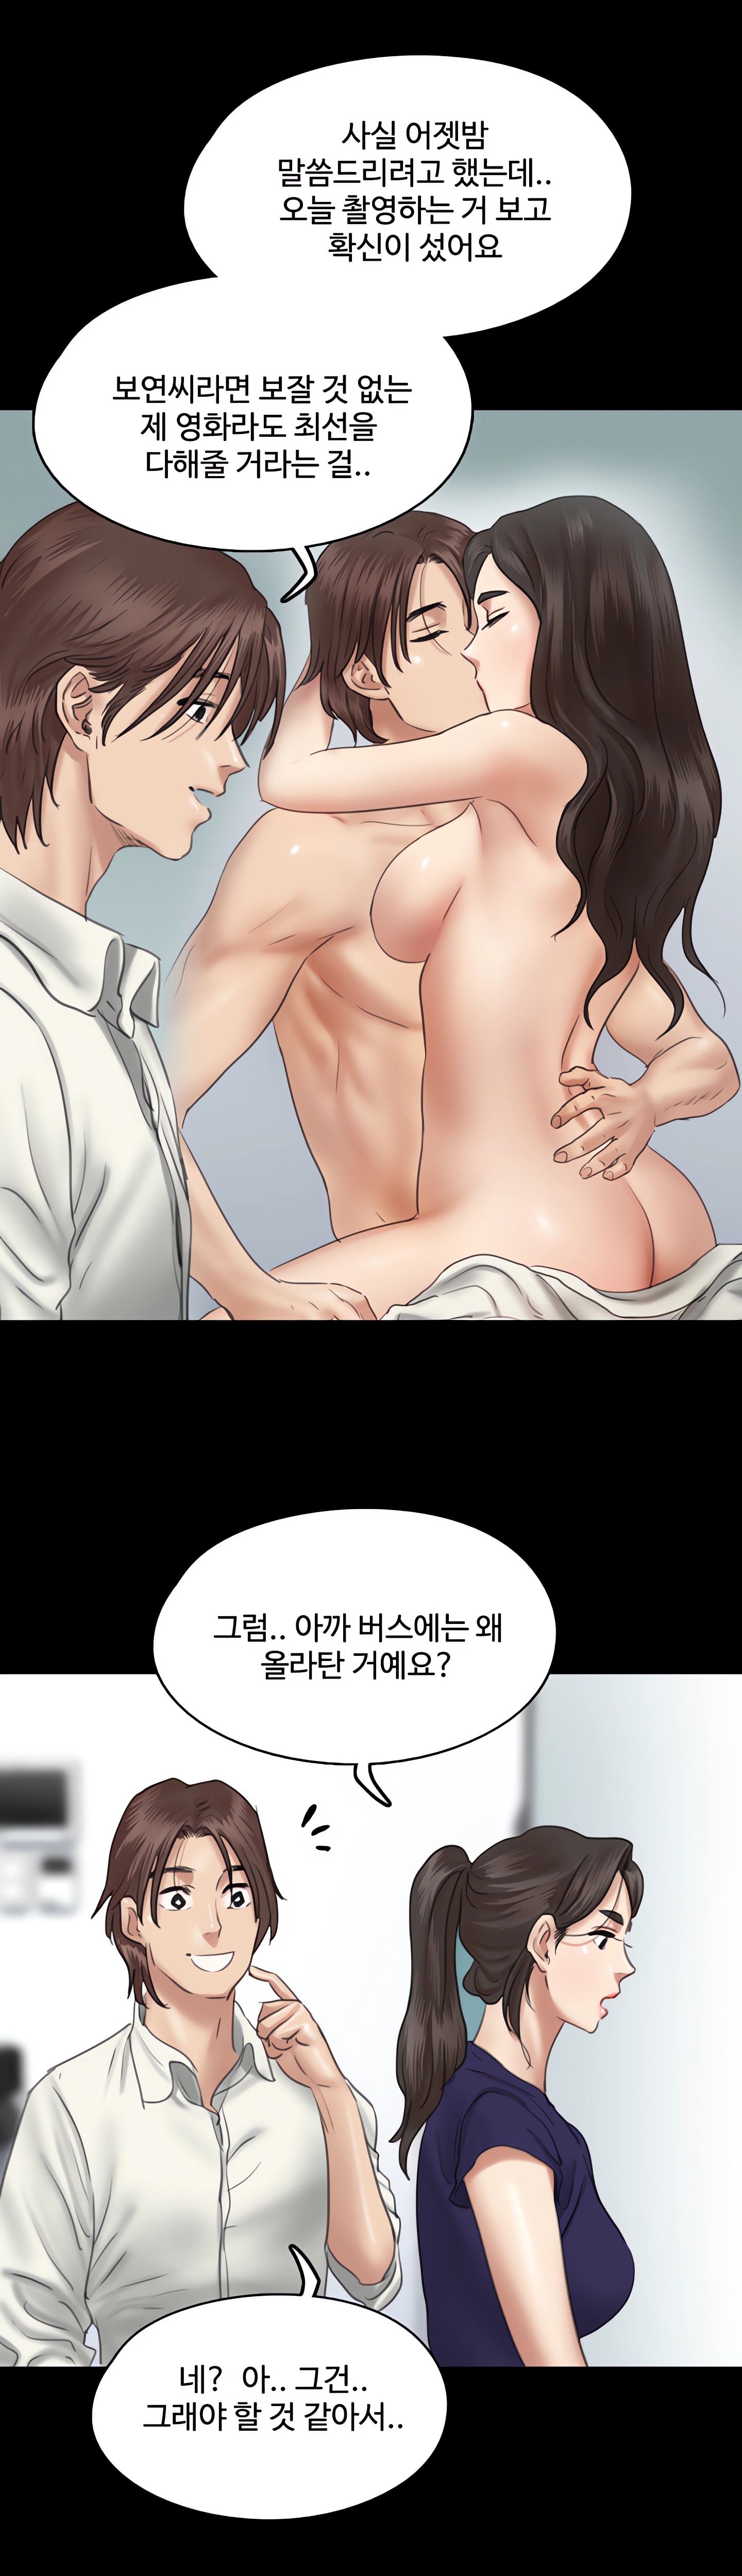 사실 어젯밤
말씀드리려고 했는데..
오늘 촬영하는 거 보고
확신이 섰어요
보연씨라면 보잘 것 없는
제 영화라도 최선을
다해줄 거라는 걸..
그럼.. 아까 버스에는 왜
올라탄 거예요?
네? 아.. 그건..
그래야 할 것 같아서..